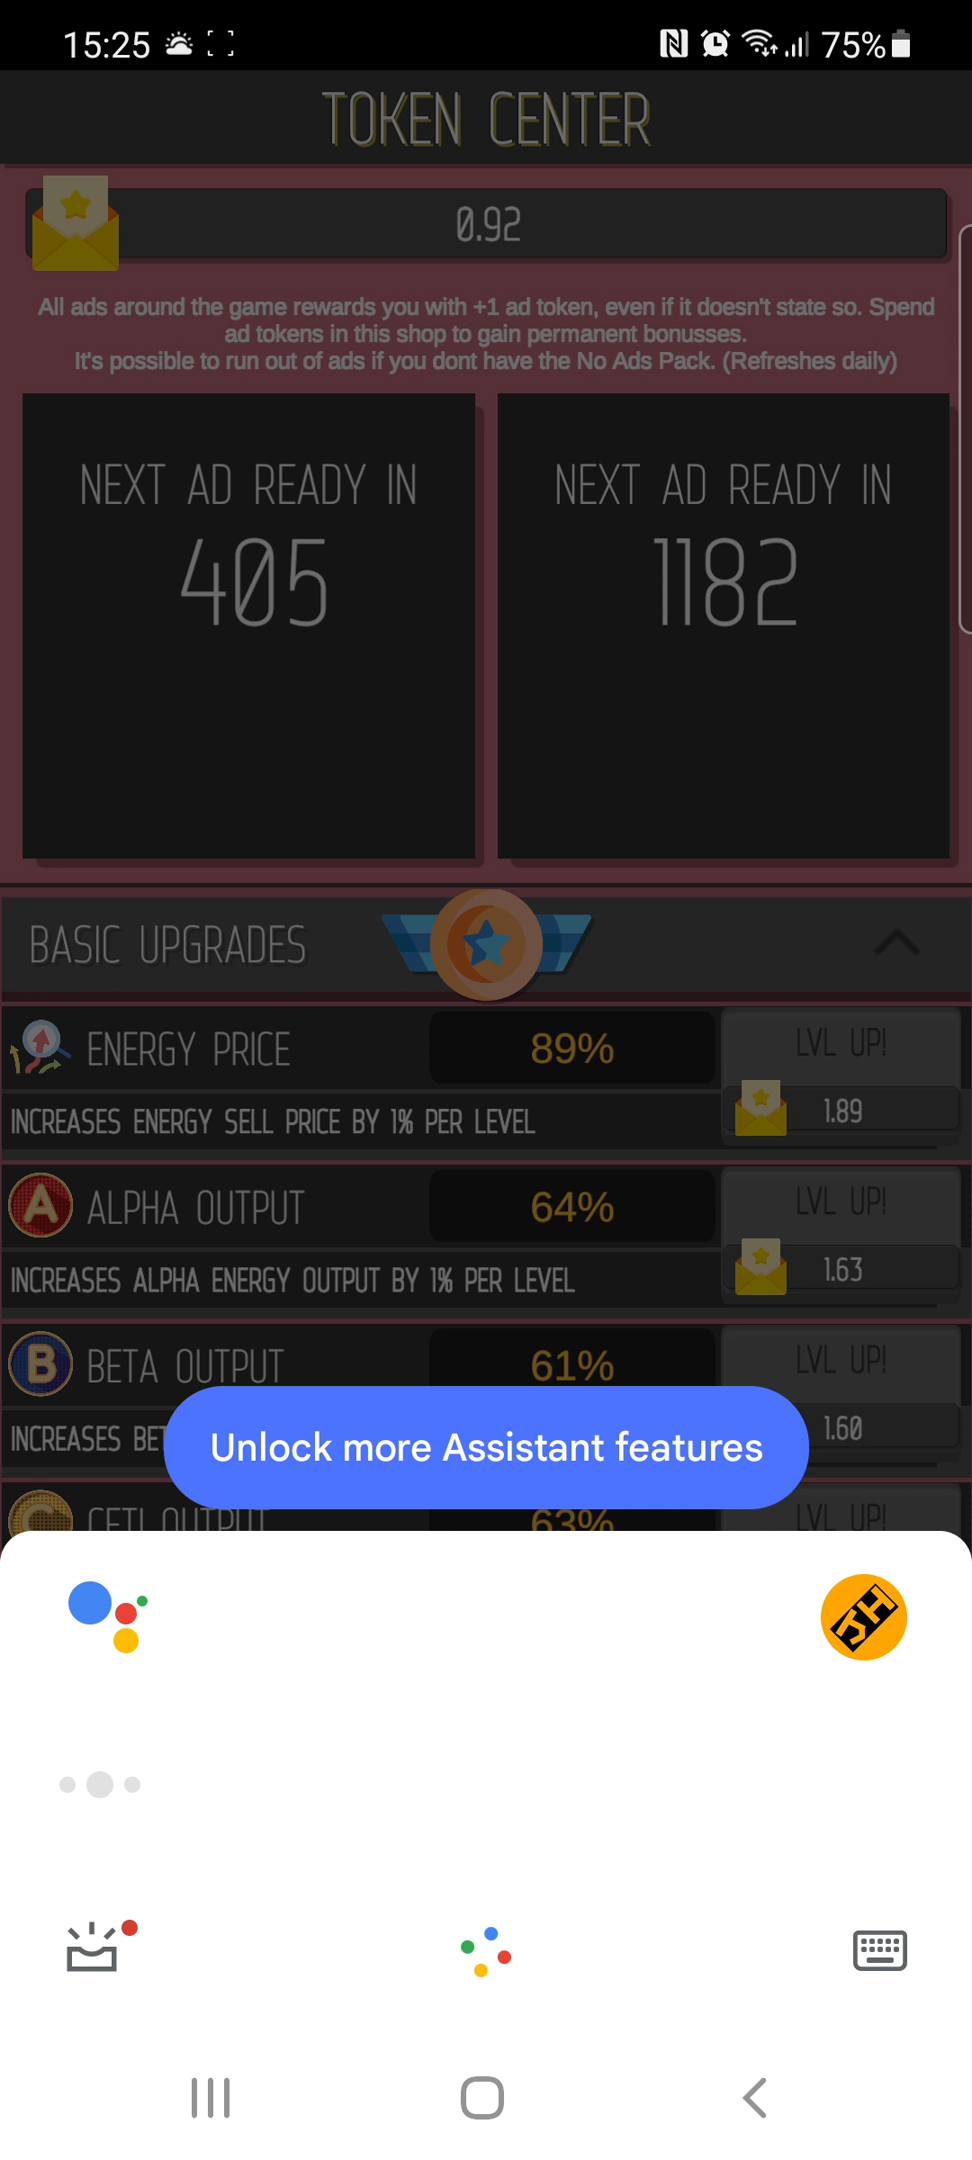 15:25
75%
TOKEN CENTER
0.92
All ads around the game rewards you with +1 ad token, even if it doesn't state so. Spend
ad tokens in this shop to gain permanent bonusses.
It's possible to run out of ads if you dont have the No Ads Pack. (Refreshes daily)
NEXT AD READY IN
405
NEXT AD READY IN
1182
BASIC UPGRADES
ENERGY PRICE
89%
LVL UP!
INCREASES ENERGY SELL PRICE BY 1% PER LEVEL
1.89
A
ALPHA OUTPUT
64%
LVL UP!
INCREASES ALPHA ENERGY OUTPUT BY 1% PER LEVEL
1.63
B
BETA OUTPUT
61%
LVL UP!
INCREASES BET
1.60
Unlock more Assistant features
C
CETI OUTPUT
63%
LVL UP!
JH